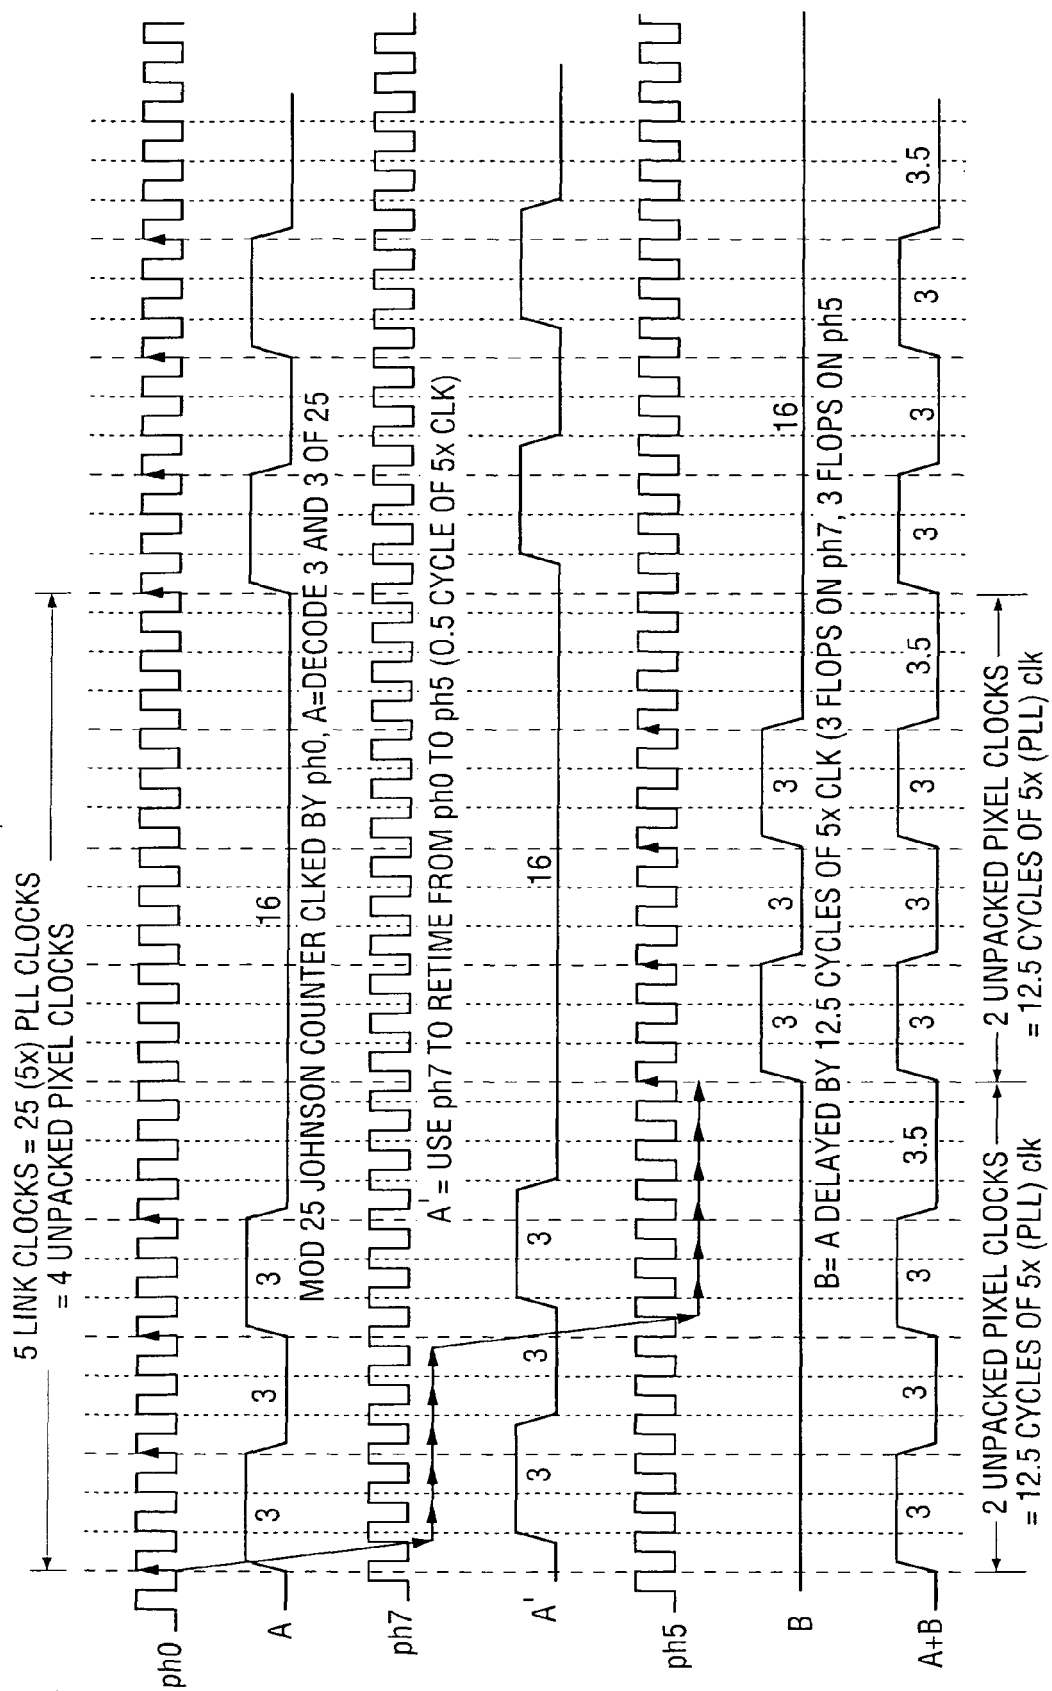 5 LINK CLOCKS = 25 (5x) PLL CLOCKS
= 4 UNPACKED PIXEL CLOCKS
ph0
A
3
3
3
16
MOD 25 JOHNSON COUNTER CLKED BY ph0, A=DECODE 3 AND 3 OF 25
ph7
A'= USE ph7 TO RETIME FROM ph0 TO ph5 (0.5 CYCLE OF 5x CLK)
A'
3
3
3
16
ph5
B
3
3
3
16
B= A DELAYED BY 12.5 CYCLES OF 5x CLK (3 FLOPS ON ph7, 3 FLOPS ON ph5
A+B
3
3
3
3.5
3
3
3
3.5
3
3
3
3.5
2 UNPACKED PIXEL CLOCKS
= 12.5 CYCLES OF 5x (PLL) clk
2 UNPACKED PIXEL CLOCKS
= 12.5 CYCLES OF 5x (PLL) clk